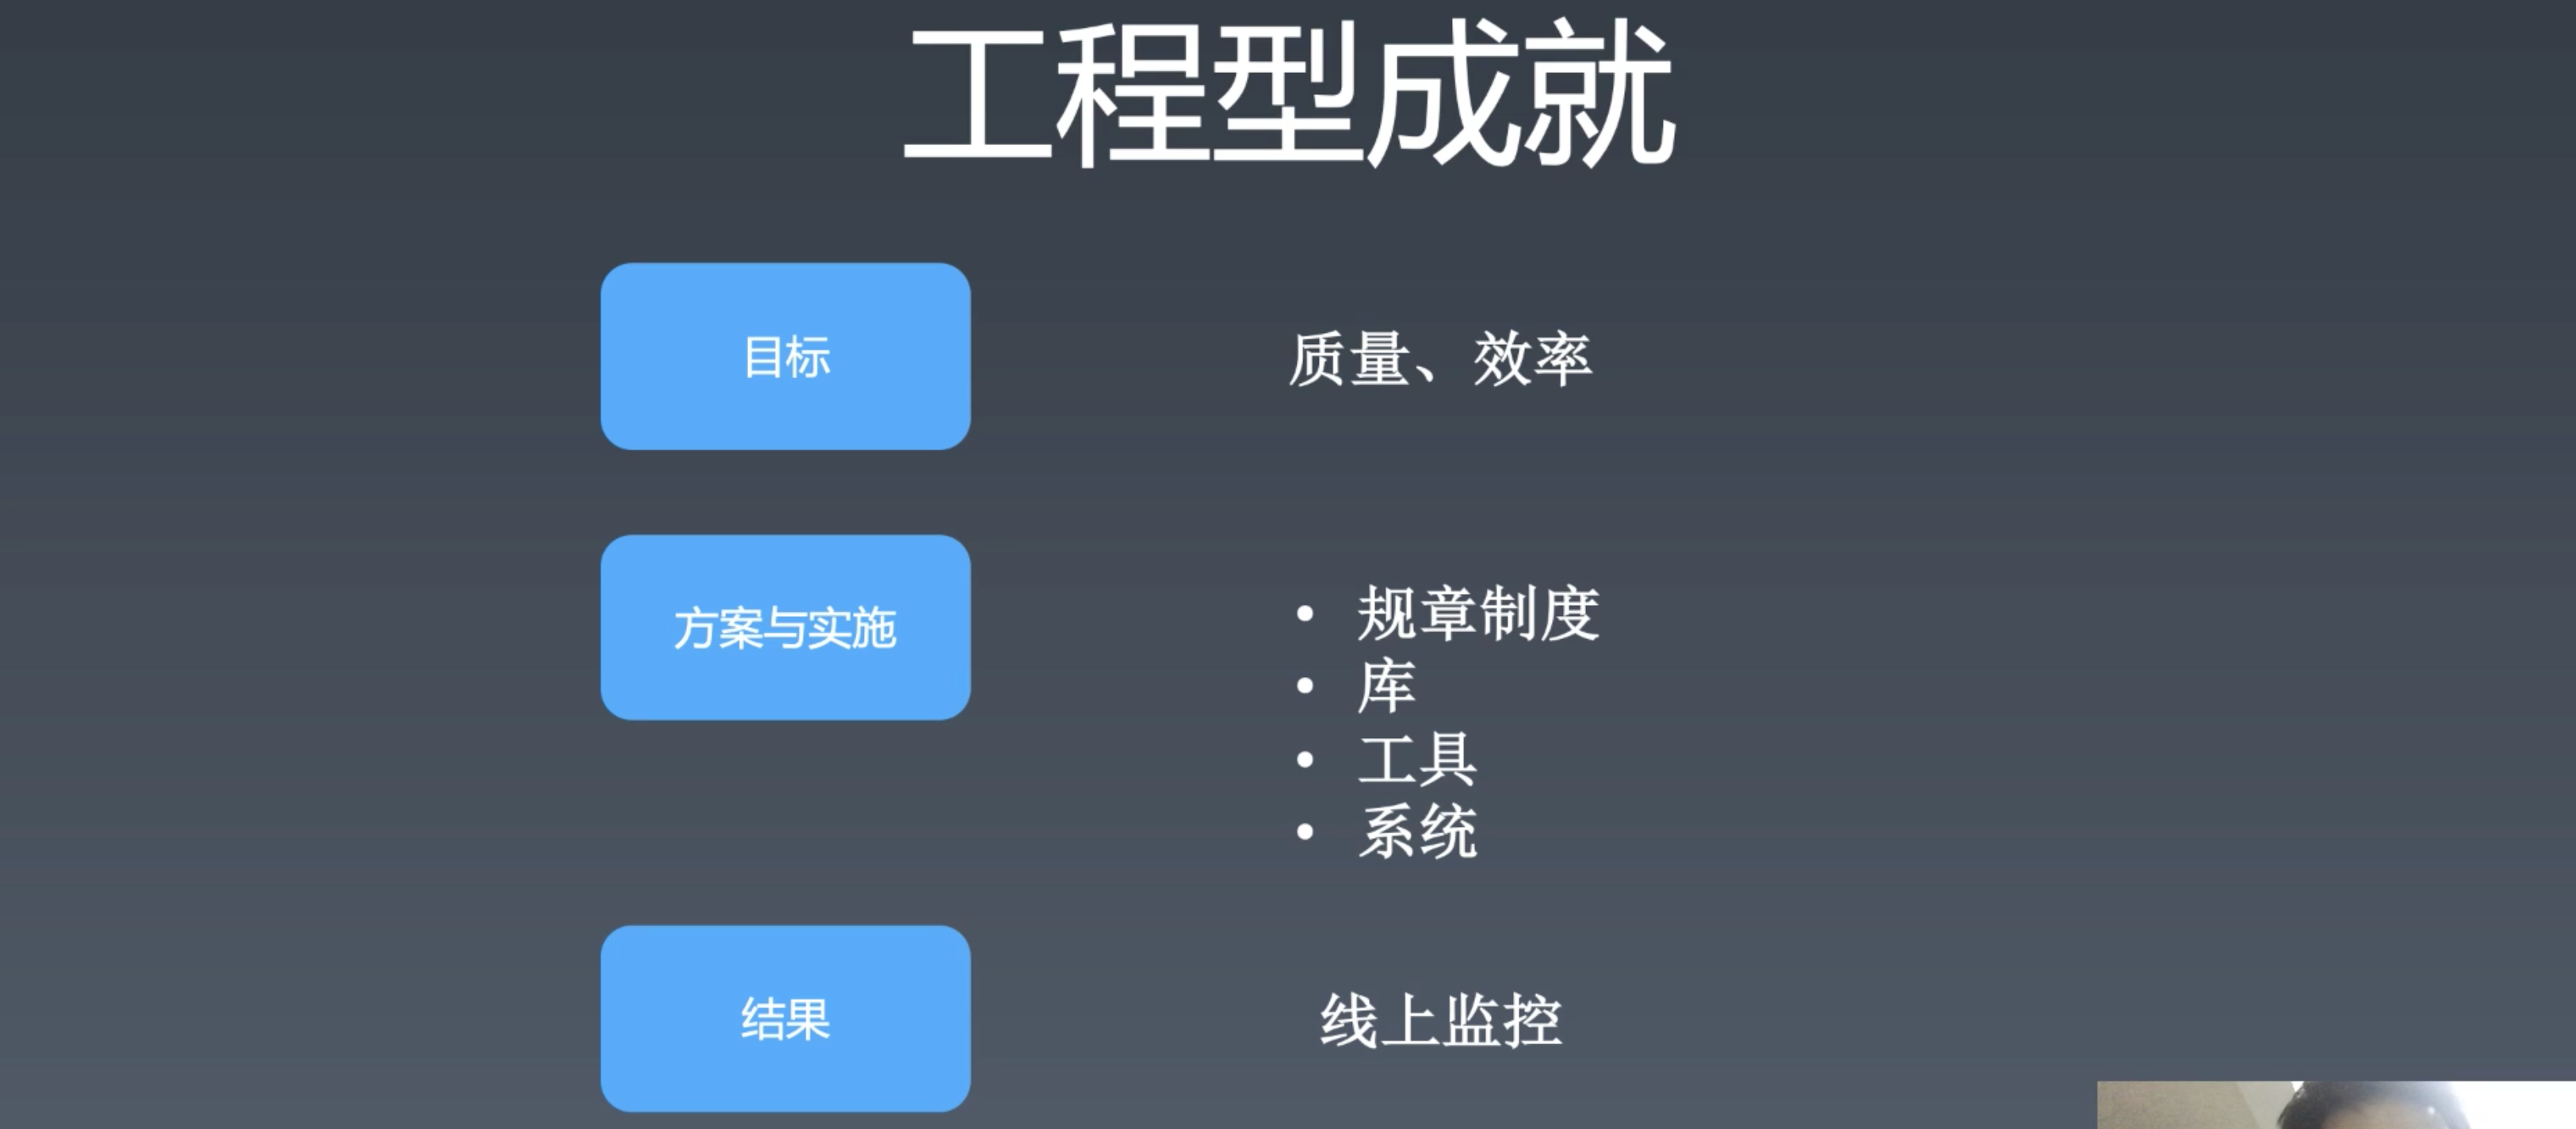 工程型成就
目标
质量、效率
方案与实施
• 规章制度
• 库
• 工具
• 系统
结果
线上监控